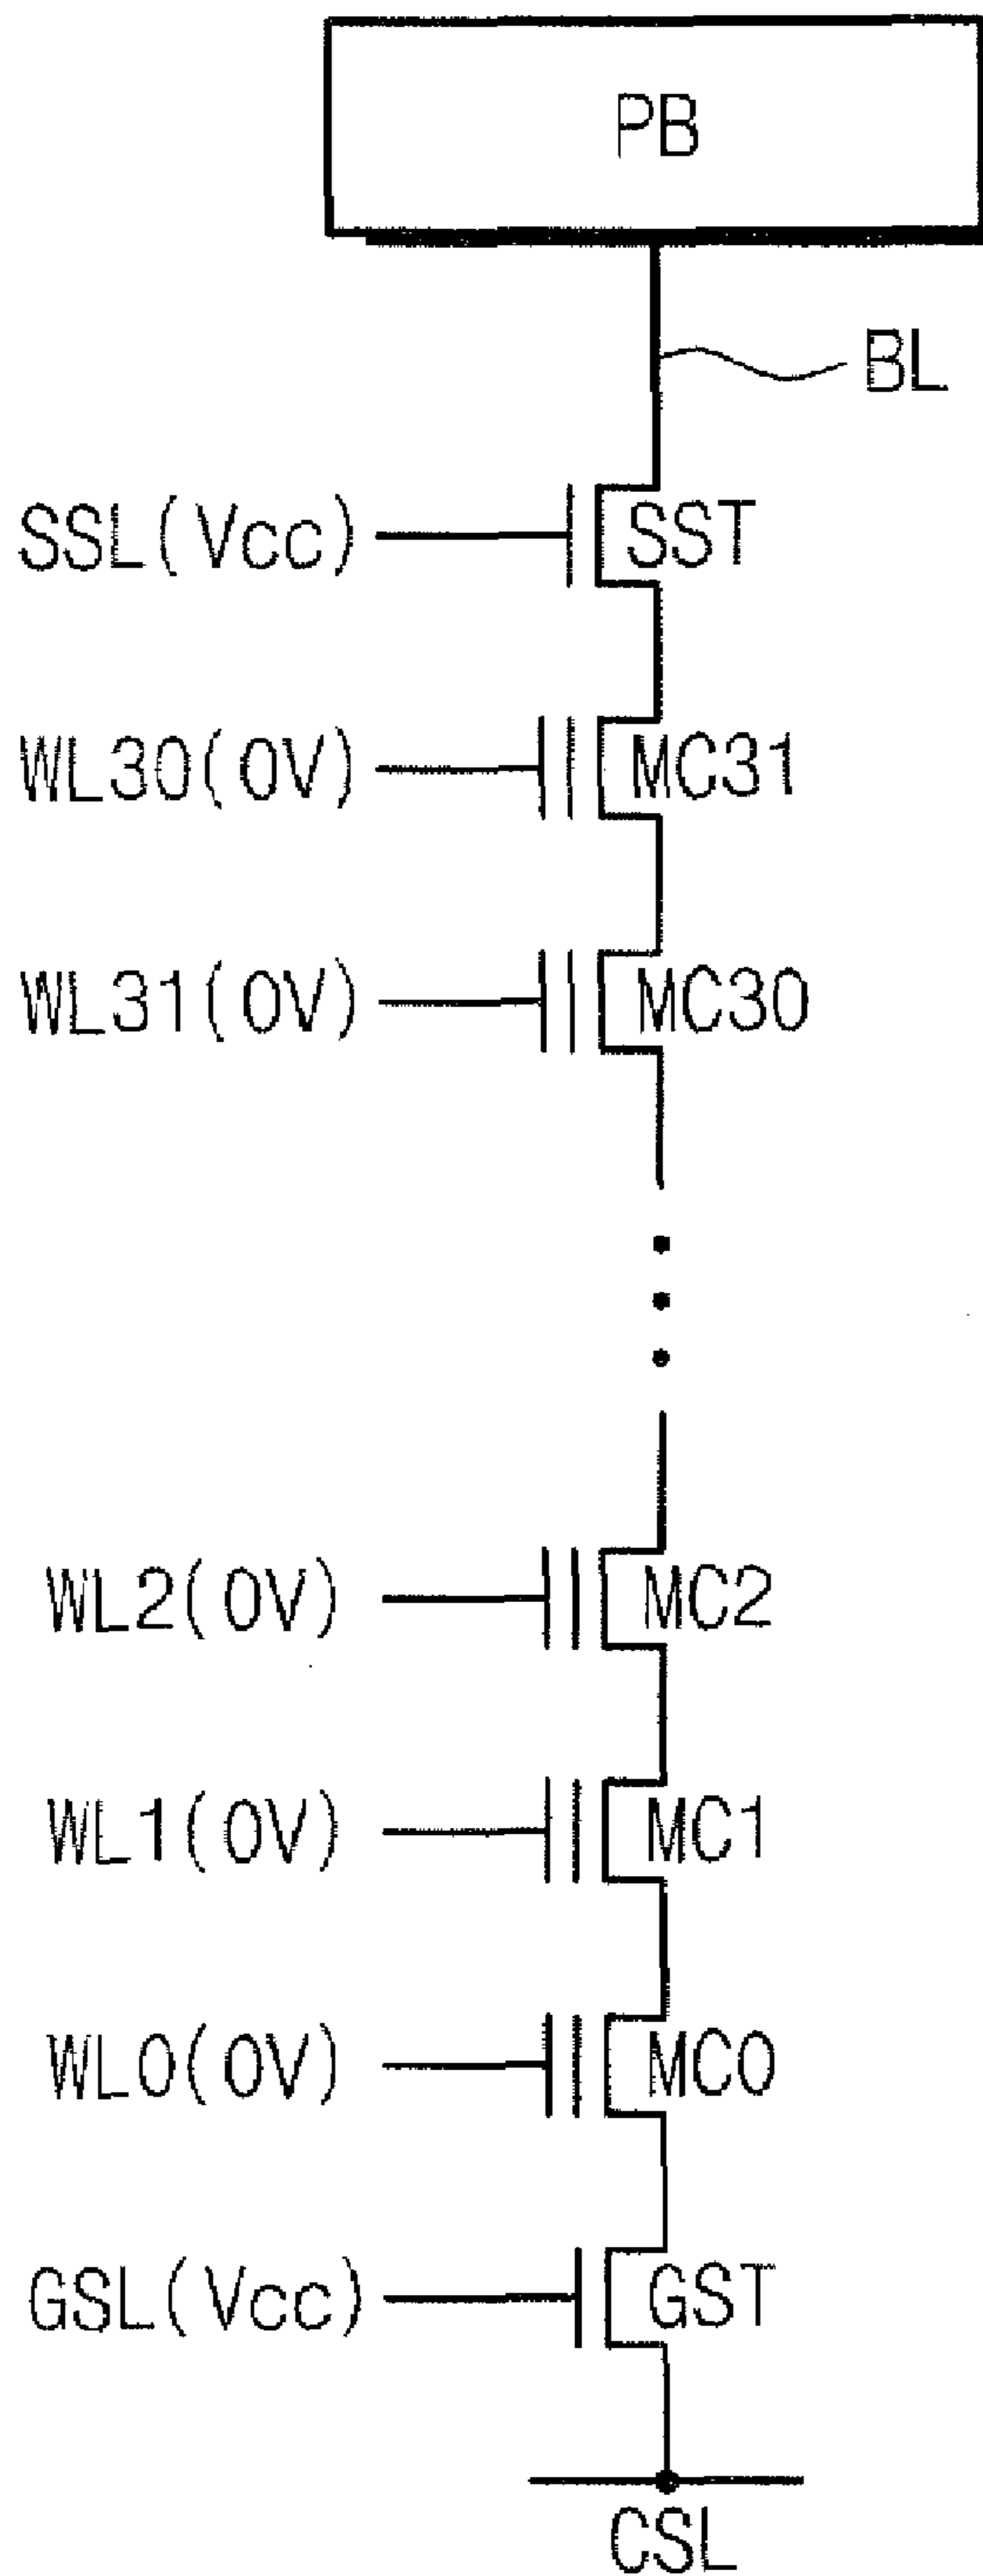 PB
BL
SSL(Vcc) SST
WL30(0V) MC31
WL31(0V) MC30
WL2(0V) MC2
WL1(0V) MC1
WL0(0V) MC0
GSL(Vcc) GST
CSL